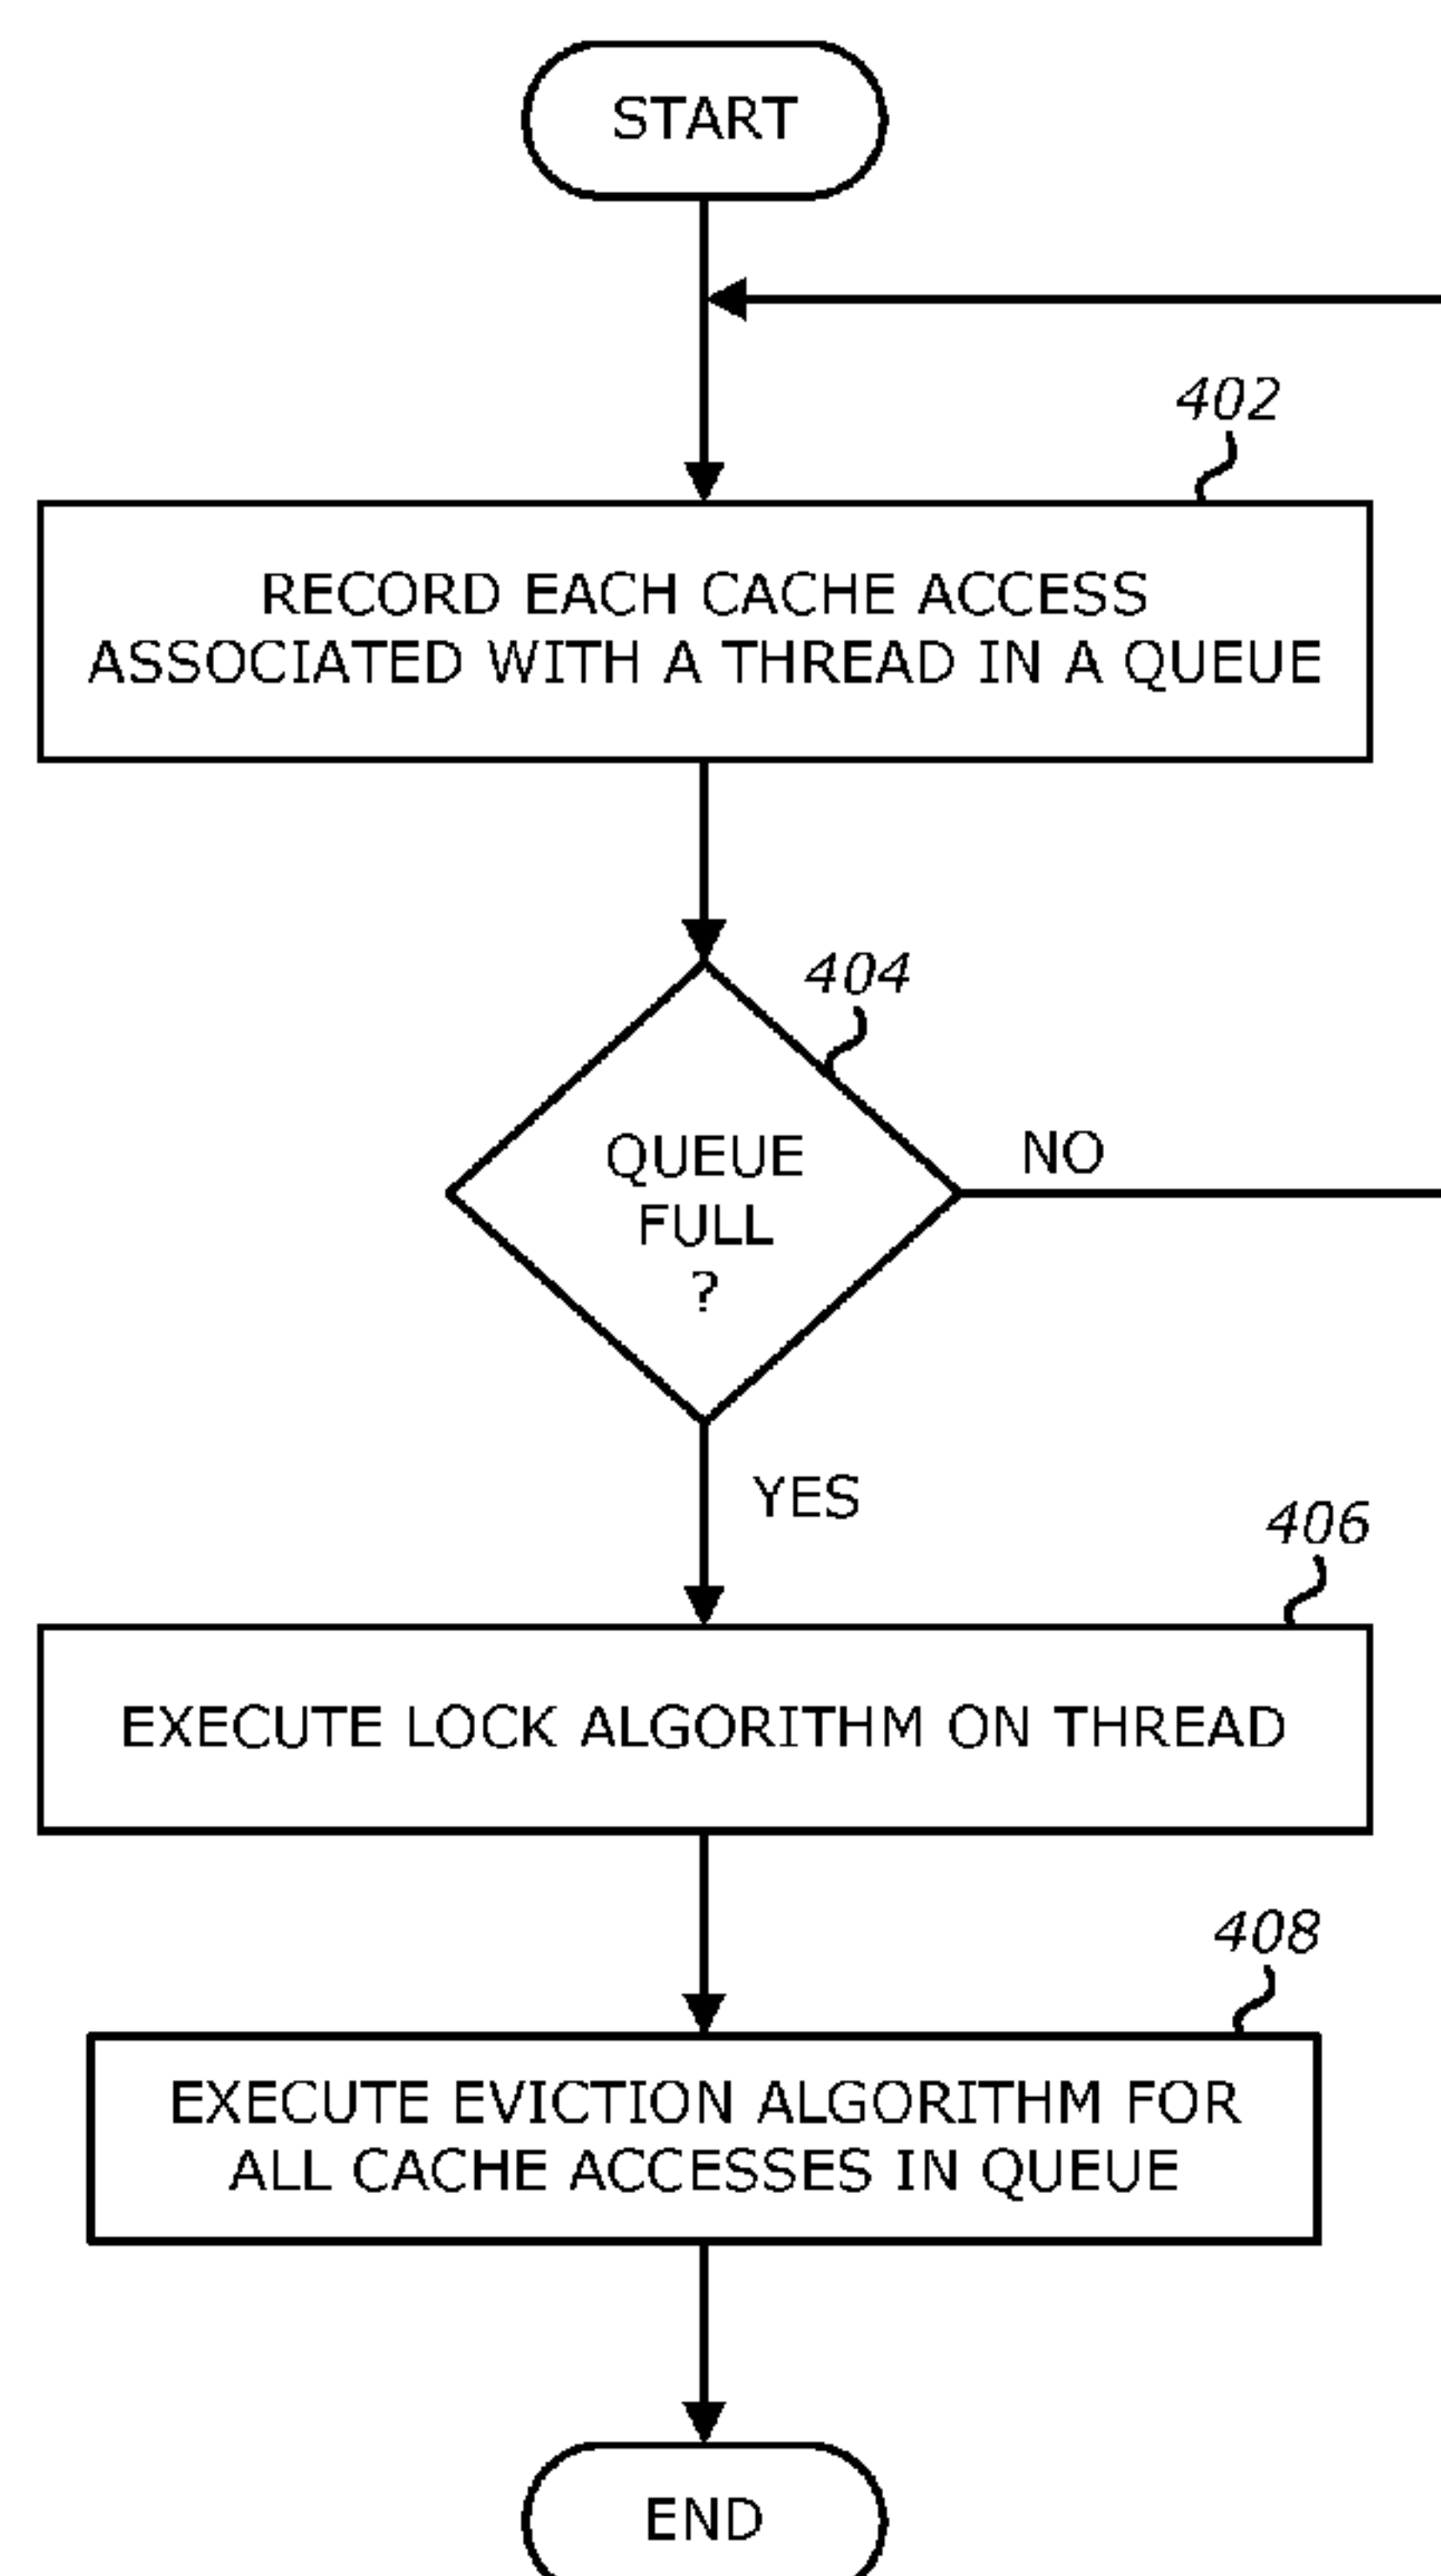 START
402
RECORD EACH CACHE ACCESS
ASSOCIATED WITH A THREAD IN A QUEUE
404
QUEUE
FULL
?
NO
YES
406
EXECUTE LOCK ALGORITHM ON THREAD
408
EXECUTE EVICTION ALGORITHM FOR
ALL CACHE ACCESSES IN QUEUE
END